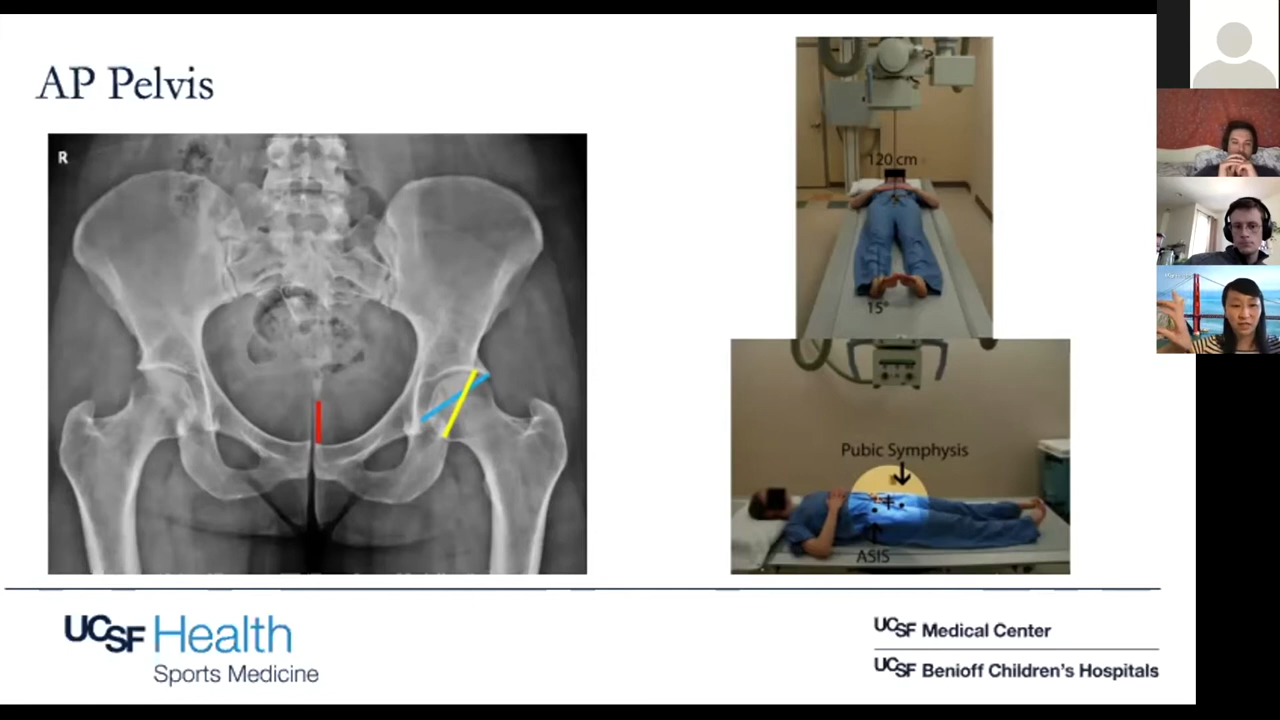 AP Pelvis
R
120 cm
15°
Pubic Symphysis
ASIS
UCSF Health
Sports Medicine
UCSF Medical Center
UCSF Benioff Children's Hospitals